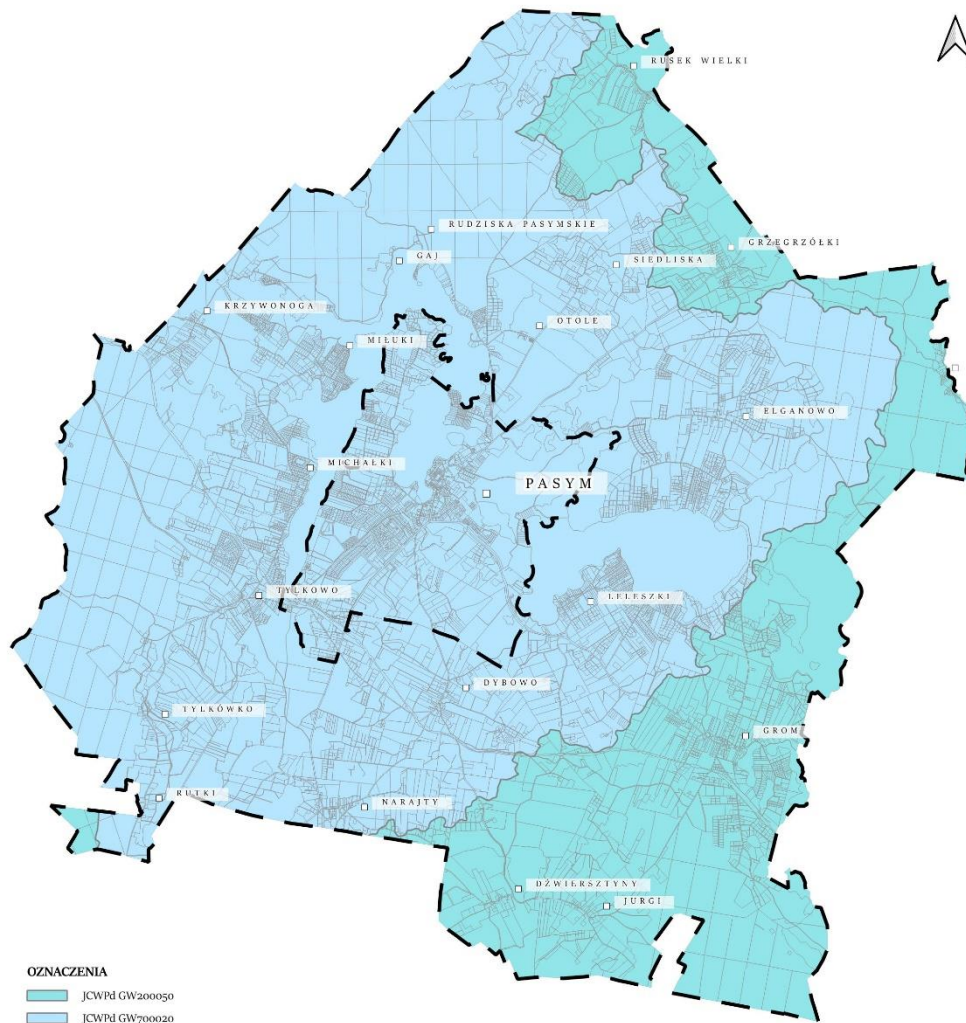 RUSEK WIELKI
RUDZISKA PASYMSKIE
GRZEGRZÓŁKI
GAJ
SIEDLISKA
KRZYWONOGA
OTOLE
MIŁUKI
ELGANOWO
MICHAŁKI
PASYM
TYLKOWO
LELESZKI
DYBOWO
TYLKÓWKO
GROM
RUTKI
NARAJTY
DŹWIERSZTYNY
JURGI
OZNACZENIA
JCWPd GW200050
JCWPd GW700020